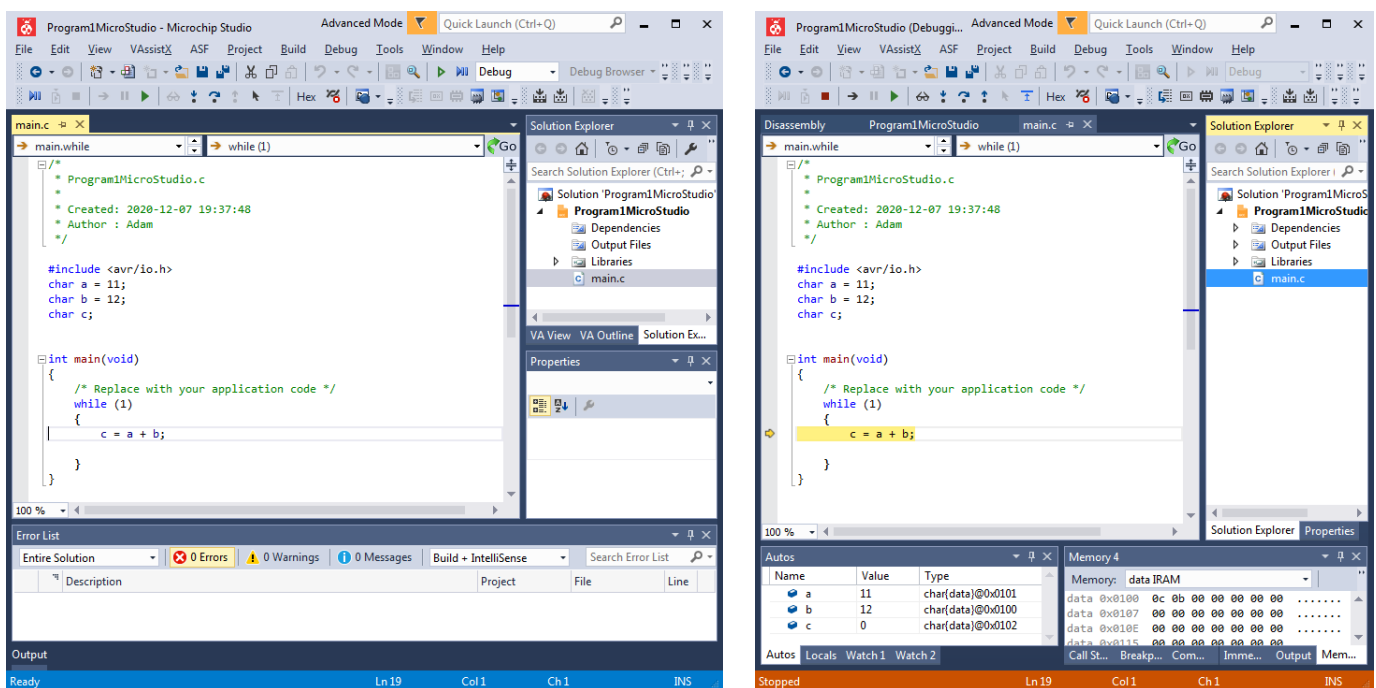 Program1MicroStudio - Microchip Studio Advanced Mode Quick Launch (Ctrl+Q)
File Edit View VAssistX ASF Project Build Debug Tools Window Help
Debug Debug Browser
Hex
main.c
main.while while (1) Go
/*
* Program1MicroStudio.c
*
* Created: 2020-12-07 19:37:48
* Author : Adam
*/
#include <avr/io.h>
char a = 11;
char b = 12;
char c;
int main(void)
{
/* Replace with your application code */
while (1)
{
c = a + b;
}
}
100 %
Solution Explorer
Search Solution Explorer (Ctrl+;
Solution 'Program1MicroStudio'
Program1MicroStudio
Dependencies
Output Files
Libraries
main.c
VA View VA Outline Solution Ex...
Properties
Error List
Entire Solution 0 Errors 0 Warnings 0 Messages Build + IntelliSense Search Error List
Description Project File Line
Output
Ready Ln 19 Col 1 Ch 1 INS
Program1MicroStudio (Debuggi... Advanced Mode Quick Launch (Ctrl+Q)
File Edit View VAssistX ASF Project Build Debug Tools Window Help
Debug
Hex
Disassembly Program1MicroStudio main.c
main.while while (1) Go
/*
* Program1MicroStudio.c
*
* Created: 2020-12-07 19:37:48
* Author : Adam
*/
#include <avr/io.h>
char a = 11;
char b = 12;
char c;
int main(void)
{
/* Replace with your application code */
while (1)
{
c = a + b;
}
}
100 %
Solution Explorer
Search Solution Explorer (
Solution 'Program1MicroS
Program1MicroStudic
Dependencies
Output Files
Libraries
main.c
Solution Explorer Properties
Autos
Name Value Type
a 11 char{data}@0x0101
b 12 char{data}@0x0100
c 0 char{data}@0x0102
Autos Locals Watch 1 Watch 2
Memory 4
Memory: data IRAM
data 0x0100 0c 0b 00 00 00 00 00 .......
data 0x0107 00 00 00 00 00 00 00 .......
data 0x010E 00 00 00 00 00 00 00 .......
data 0x0115 00 00 00 00 00 00 00 .......
Call St... Breakp... Com... Imme... Output Mem...
Stopped Ln 19 Col 1 Ch 1 INS